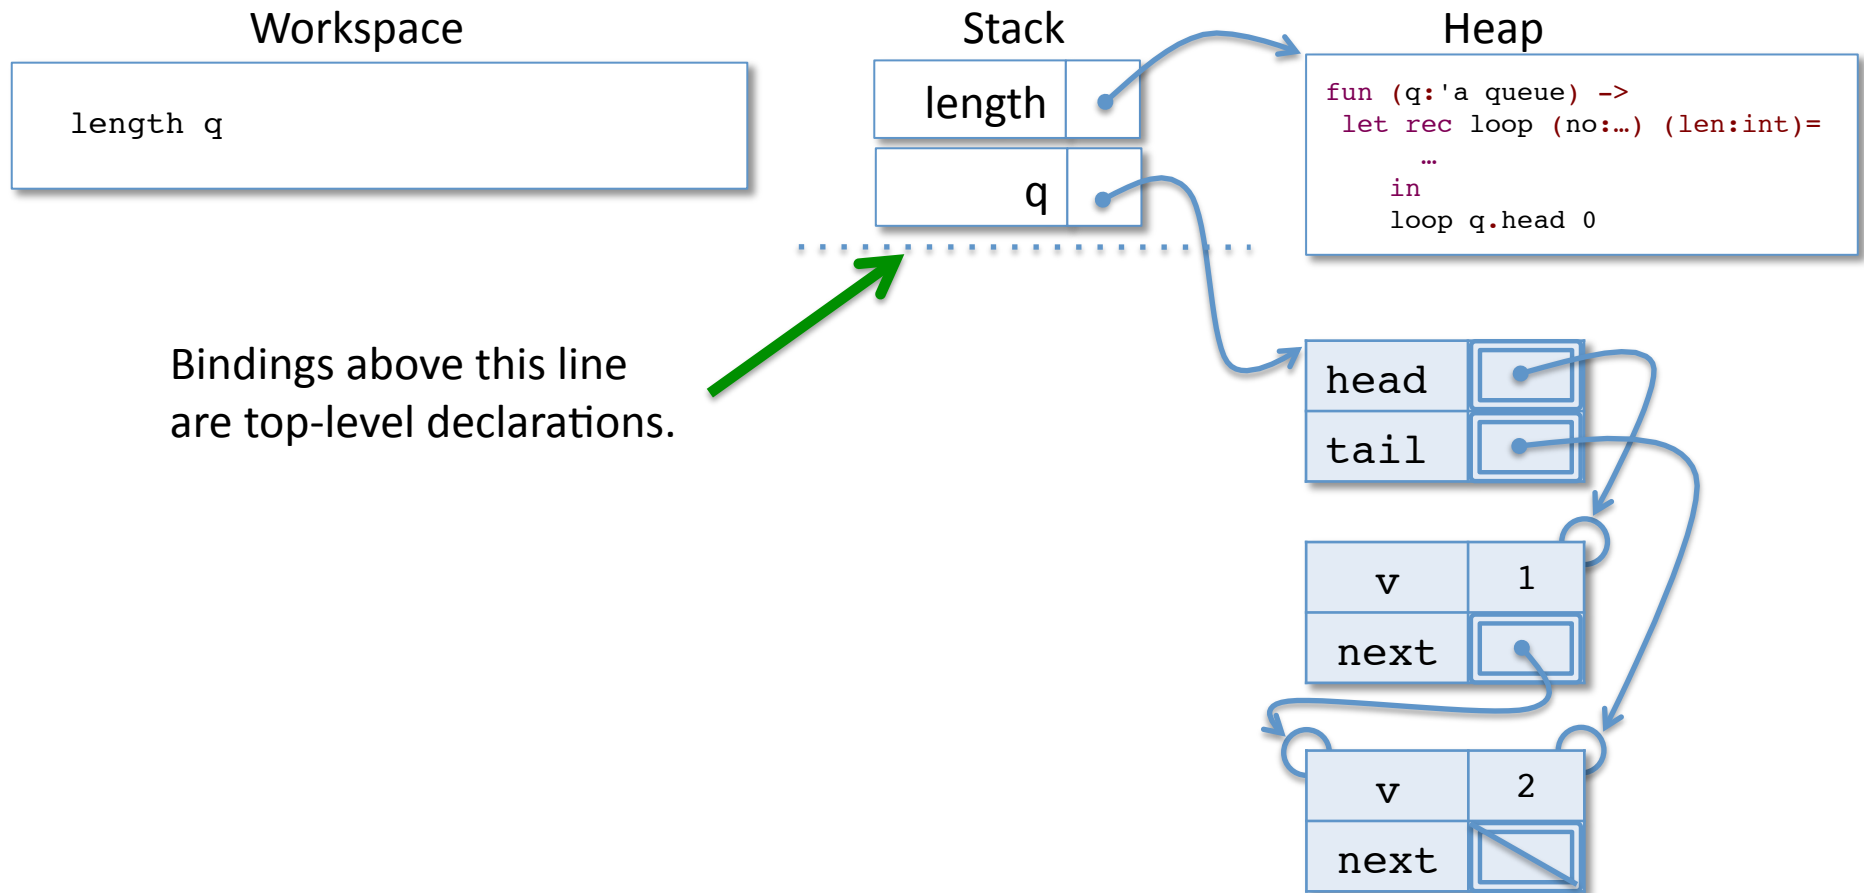 Workspace
Stack
Heap
length q
length
q
fun (q:'a queue) ->
let rec loop (no:…) (len:int)=
…
in
loop q.head 0
Bindings above this line
are top-level declarations.
head
tail
v 1
next
v 2
next